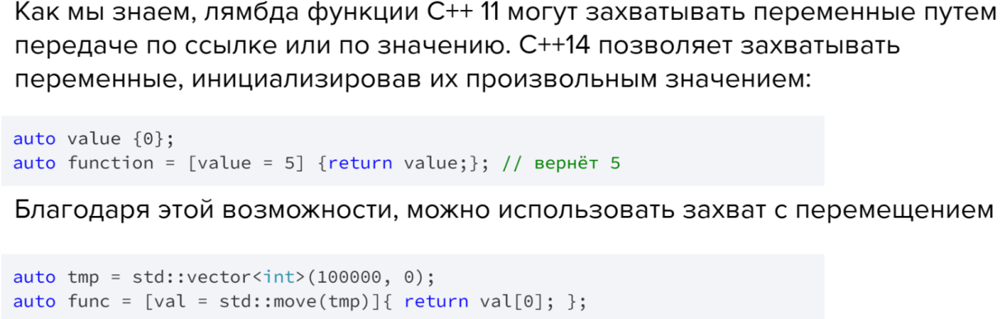 Как мы знаем, лямбда функции C++ 11 могут захватывать переменные путем
передаче по ссылке или по значению. C++14 позволяет захватывать
переменные, инициализировав их произвольным значением:
auto value {0};
auto function = [value = 5] {return value;}; // вернёт 5
Благодаря этой возможности, можно использовать захват с перемещением
auto tmp = std::vector<int>(100000, 0);
auto func = [val = std::move(tmp)]{ return val[0]; };